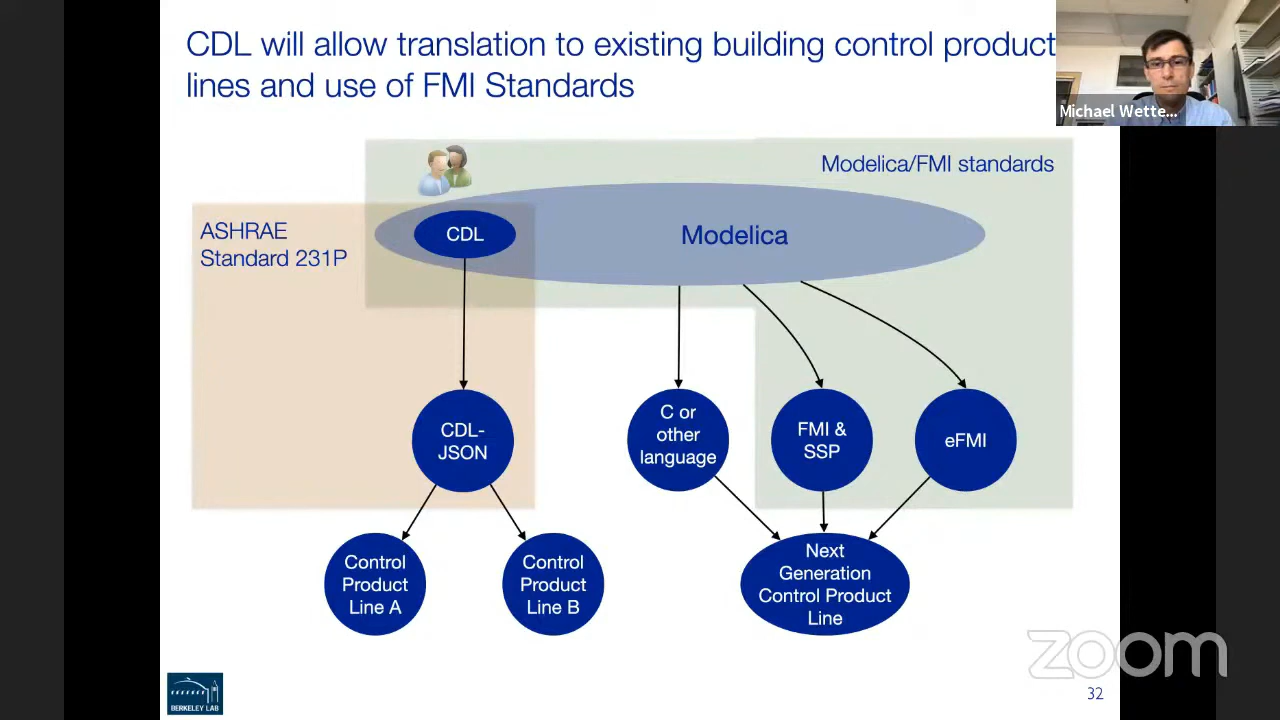 CDL will allow translation to existing building control product
lines and use of FMI Standards
Michael Wette...
Modelica/FMI standards
ASHRAE
Standard 231P
CDL
Modelica
CDL-
JSON
C or
other
language
FMI &
SSP
eFMI
Control
Product
Line A
Control
Product
Line B
Next
Generation
Control Product
Line
zoom
32
BERKELEY LAB